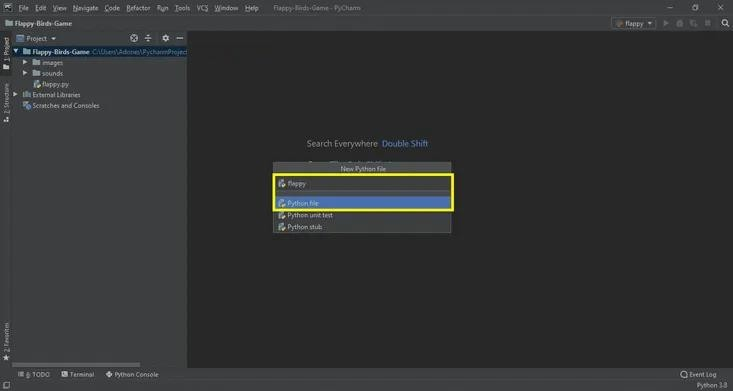 PC File Edit View Navigate Code Refactor Run Tools VCS Window Help Flappy-Birds-Game - PyCharm
Flappy-Birds-Game
flappy
1: Project
Project
Flappy-Birds-Game C:\Users\Adones\PycharmProject
images
sounds
flappy.py
External Libraries
Scratches and Consoles
Z: Structure
Search Everywhere Double Shift
New Python file
flappy
Python file
Python unit test
Python stub
2: Favorites
6: TODO Terminal Python Console Event Log
Python 3.8